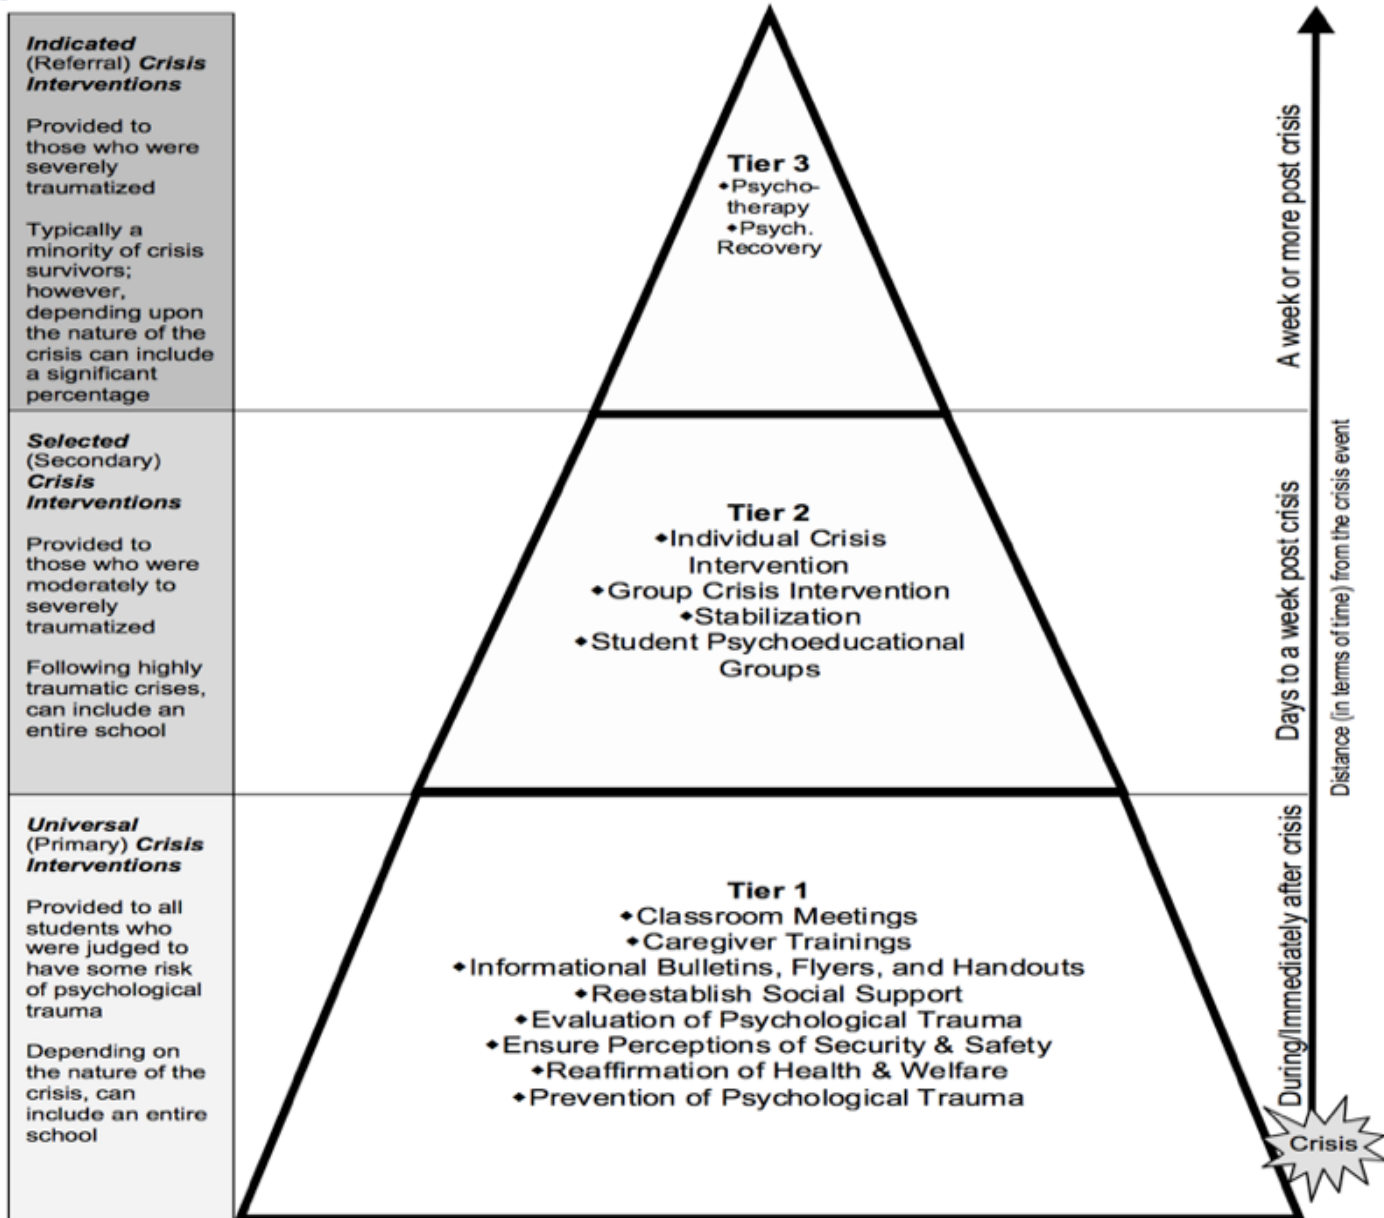 Indicated
(Referral) Crisis
Interventions
Provided to
those who were
severely
traumatized
Typically a
minority of crisis
survivors;
however,
depending upon
the nature of the
crisis can include
a significant
percentage
Selected
(Secondary)
Crisis
Interventions
Provided to
those who were
moderately to
severely
traumatized
Following highly
traumatic crises,
can include an
entire school
Universal
(Primary) Crisis
Interventions
Provided to all
students who
were judged to
have some risk
of psychological
trauma
Depending on
the nature of the
crisis, can
include an entire
school
Tier 3
◆Psycho-
therapy
◆Psych.
Recovery
Tier 2
◆Individual Crisis
Intervention
◆Group Crisis Intervention
◆Stabilization
◆Student Psychoeducational
Groups
Tier 1
◆Classroom Meetings
◆Caregiver Trainings
◆Informational Bulletins, Flyers, and Handouts
◆Reestablish Social Support
◆Evaluation of Psychological Trauma
◆Ensure Perceptions of Security & Safety
◆Reaffirmation of Health & Welfare
◆Prevention of Psychological Trauma
A week or more post crisis
Days to a week post crisis
During/Immediately after crisis
Distance (in terms of time) from the crisis event
Crisis